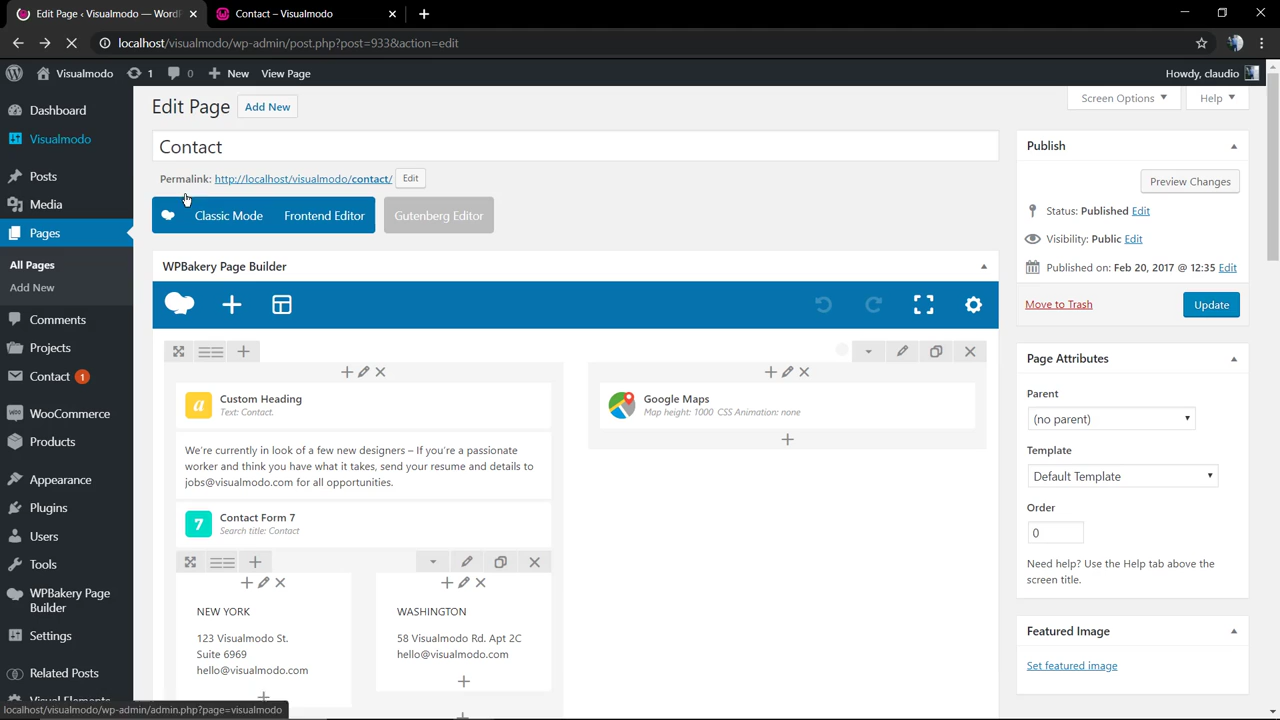 Edit Page ‹ Visualmodo — WordP
Contact – Visualmodo
localhost/visualmodo/wp-admin/post.php?post=933&action=edit
Visualmodo
1
0
New
View Page
Howdy, claudio
Dashboard
Visualmodo
Posts
Media
Pages
All Pages
Add New
Comments
Projects
Contact 1
WooCommerce
Products
Appearance
Plugins
Users
Tools
WPBakery Page
Builder
Settings
Related Posts
Visual Elements
localhost/visualmodo/wp-admin/admin.php?page=visualmodo
Edit Page
Add New
Screen Options
Help
Contact
Permalink: http://localhost/visualmodo/contact/
Edit
Classic Mode
Frontend Editor
Gutenberg Editor
WPBakery Page Builder
a
Custom Heading
Text: Contact.
We're currently in look of a few new designers – If you're a passionate
worker and think you have what it takes, send your resume and details to
jobs@visualmodo.com for all opportunities.
7
Contact Form 7
Search title: Contact
NEW YORK
123 Visualmodo St.
Suite 6969
hello@visualmodo.com
WASHINGTON
58 Visualmodo Rd. Apt 2C
hello@visualmodo.com
Google Maps
Map height: 1000 CSS Animation: none
Publish
Preview Changes
Status: Published Edit
Visibility: Public Edit
Published on: Feb 20, 2017 @ 12:35 Edit
Move to Trash
Update
Page Attributes
Parent
(no parent)
Template
Default Template
Order
0
Need help? Use the Help tab above the
screen title.
Featured Image
Set featured image